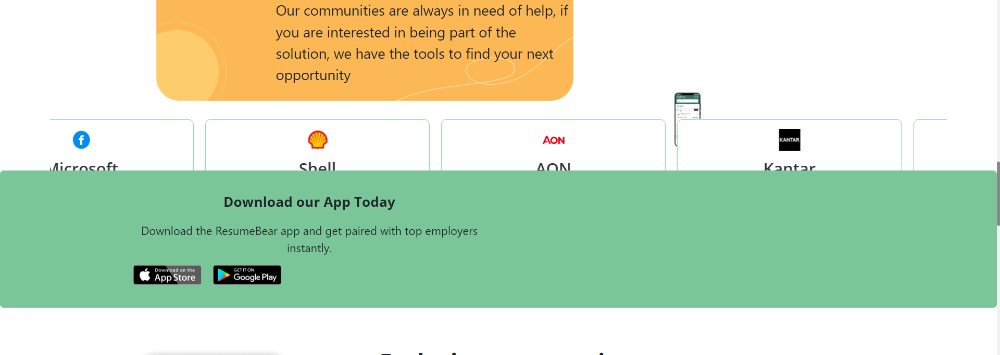 Our communities are always in need of help, if
you are interested in being part of the
solution, we have the tools to find your next
opportunity
f
AON
KANTAR
Microsoft
Shell
AON
Kantar
Download our App Today
Download the ResumeBear app and get paired with top employers
instantly.
Download on the
App Store
GET IT ON
Google Play